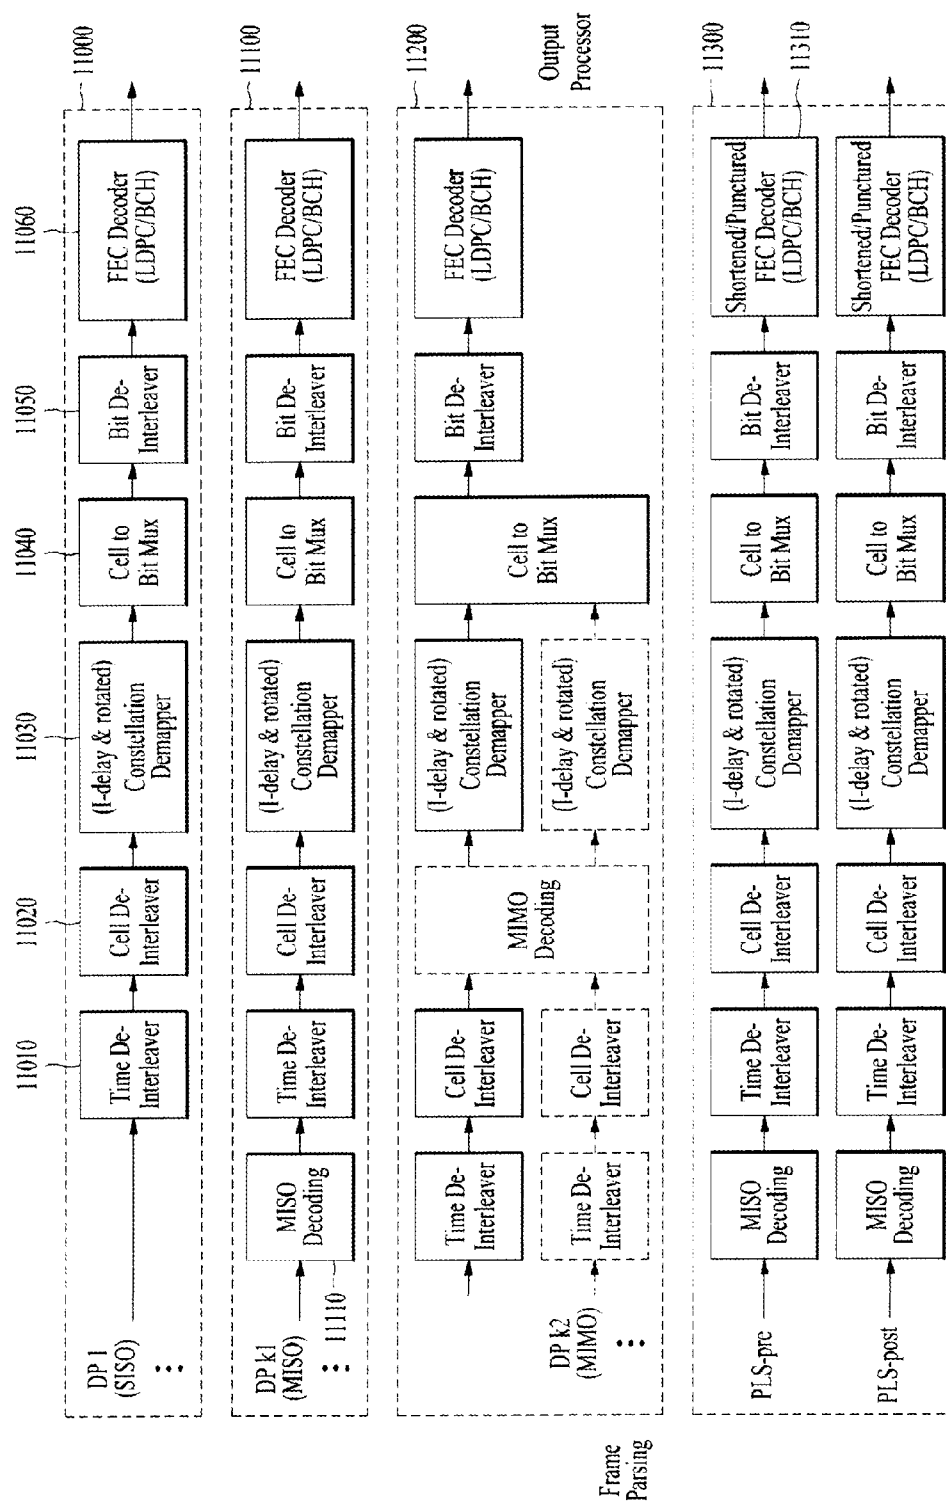 11010
11020
11030
11040
11050
11060
11000
DP 1
(SISO)
Time De-
Interleaver
Cell De-
Interleaver
(I-delay & rotated)
Constellation
Demapper
Cell to
Bit Mux
Bit De-
Interleaver
FEC Decoder
(LDPC/BCH)
11100
DP k1
(MISO)
11110
MISO
Decoding
Time De-
Interleaver
Cell De-
Interleaver
(I-delay & rotated)
Constellation
Demapper
Cell to
Bit Mux
Bit De-
Interleaver
FEC Decoder
(LDPC/BCH)
11200
Time De-
Interleaver
Cell De-
Interleaver
MIMO
Decoding
(I-delay & rotated)
Constellation
Demapper
Cell to
Bit Mux
Bit De-
Interleaver
FEC Decoder
(LDPC/BCH)
DP k2
(MIMO)
Time De-
Interleaver
Cell De-
Interleaver
(I-delay & rotated)
Constellation
Demapper
Frame
Parsing
Output
Processor
11300
11310
PLS-pre
MISO
Decoding
Time De-
Interleaver
Cell De-
Interleaver
(I-delay & rotated)
Constellation
Demapper
Cell to
Bit Mux
Bit De-
Interleaver
Shortened/Punctured
FEC Decoder
(LDPC/BCH)
PLS-post
MISO
Decoding
Time De-
Interleaver
Cell De-
Interleaver
(I-delay & rotated)
Constellation
Demapper
Cell to
Bit Mux
Bit De-
Interleaver
Shortened/Punctured
FEC Decoder
(LDPC/BCH)